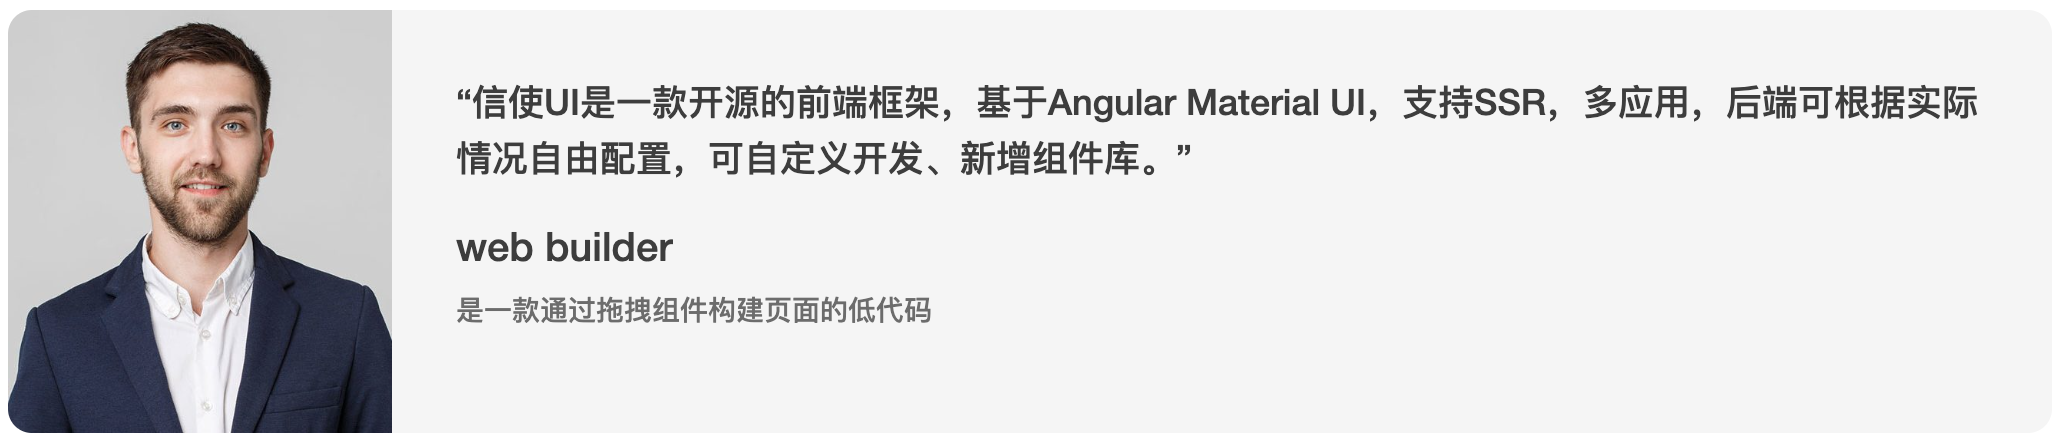 “信使UI是一款开源的前端框架，基于Angular Material UI，支持SSR，多应用，后端可根据实际
情况自由配置，可自定义开发、新增组件库。”
web builder
是一款通过拖拽组件构建页面的低代码